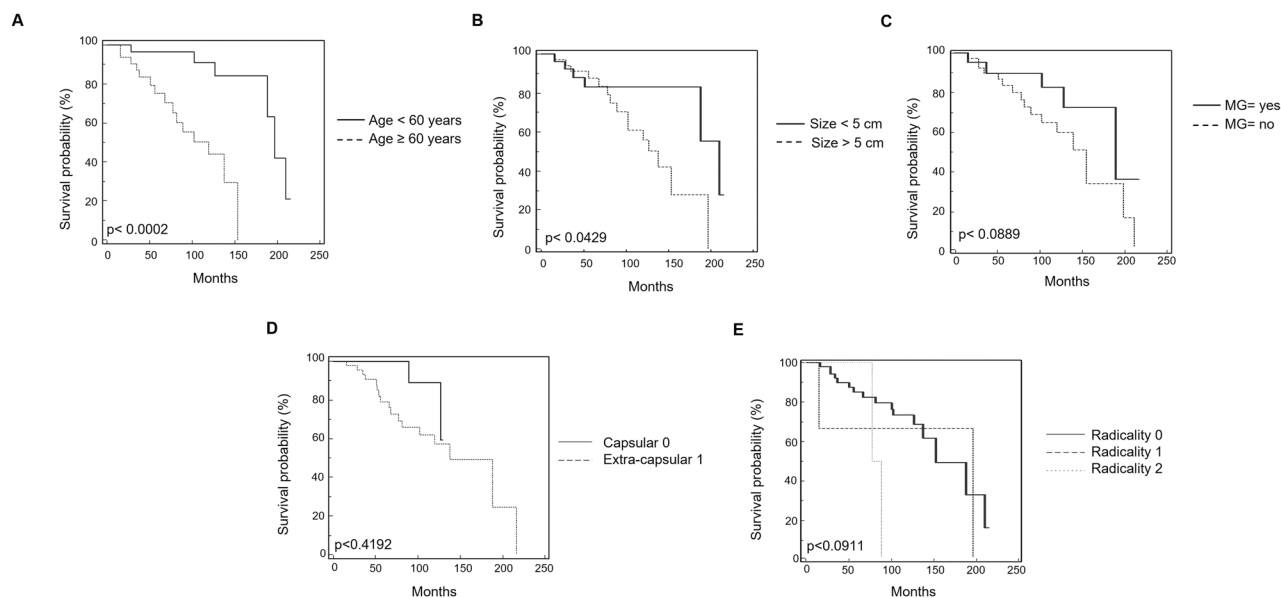 A
Survival probability (%)
100
80
60
40
20
0
p< 0.0002
0 50 100 150 200 250
Months
Age < 60 years
Age ≥ 60 years
B
Survival probability (%)
100
80
60
40
20
0
p< 0.0429
0 50 100 150 200 250
Months
Size < 5 cm
Size > 5 cm
C
Survival probability (%)
100
80
60
40
20
0
p< 0.0889
0 50 100 150 200 250
Months
MG= yes
MG= no
D
Survival probability (%)
100
80
60
40
20
0
p<0.4192
0 50 100 150 200 250
Months
Capsular 0
Extra-capsular 1
E
Survival probability (%)
100
80
60
40
20
0
p<0.0911
0 50 100 150 200 250
Months
Radicality 0
Radicality 1
Radicality 2